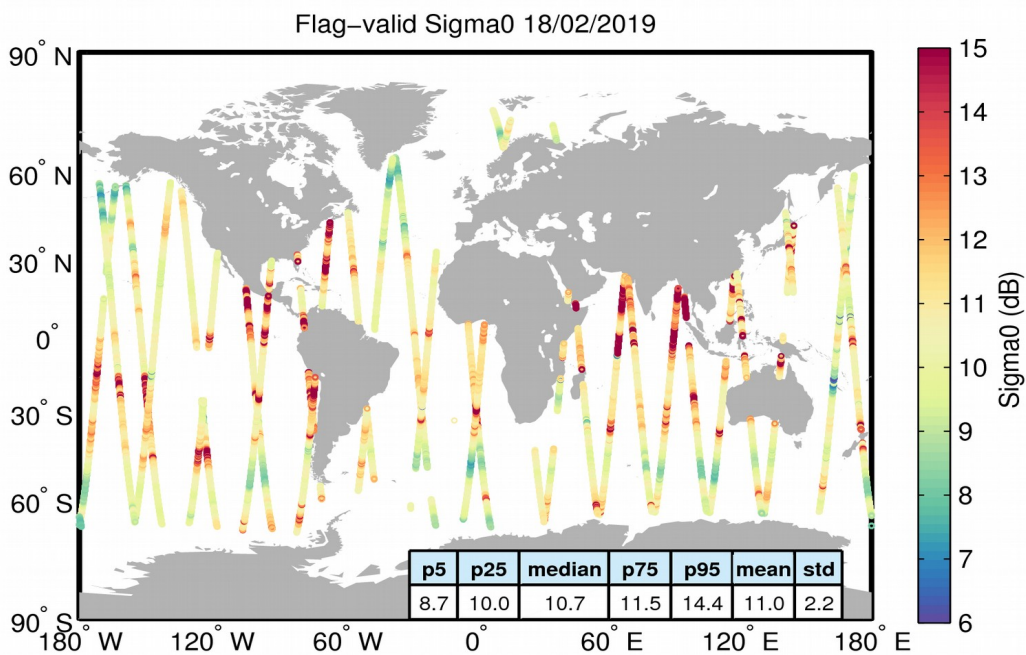 Flag-valid Sigma0 18/02/2019
90° N
60° N
30° N
0°
30° S
60° S
90° S
180° W
120° W
60° W
0°
60° E
120° E
180° E
p5 p25 median p75 p95 mean std
8.7 10.0 10.7 11.5 14.4 11.0 2.2
15
14
13
12
11
10
9
8
7
6
Sigma0 (dB)